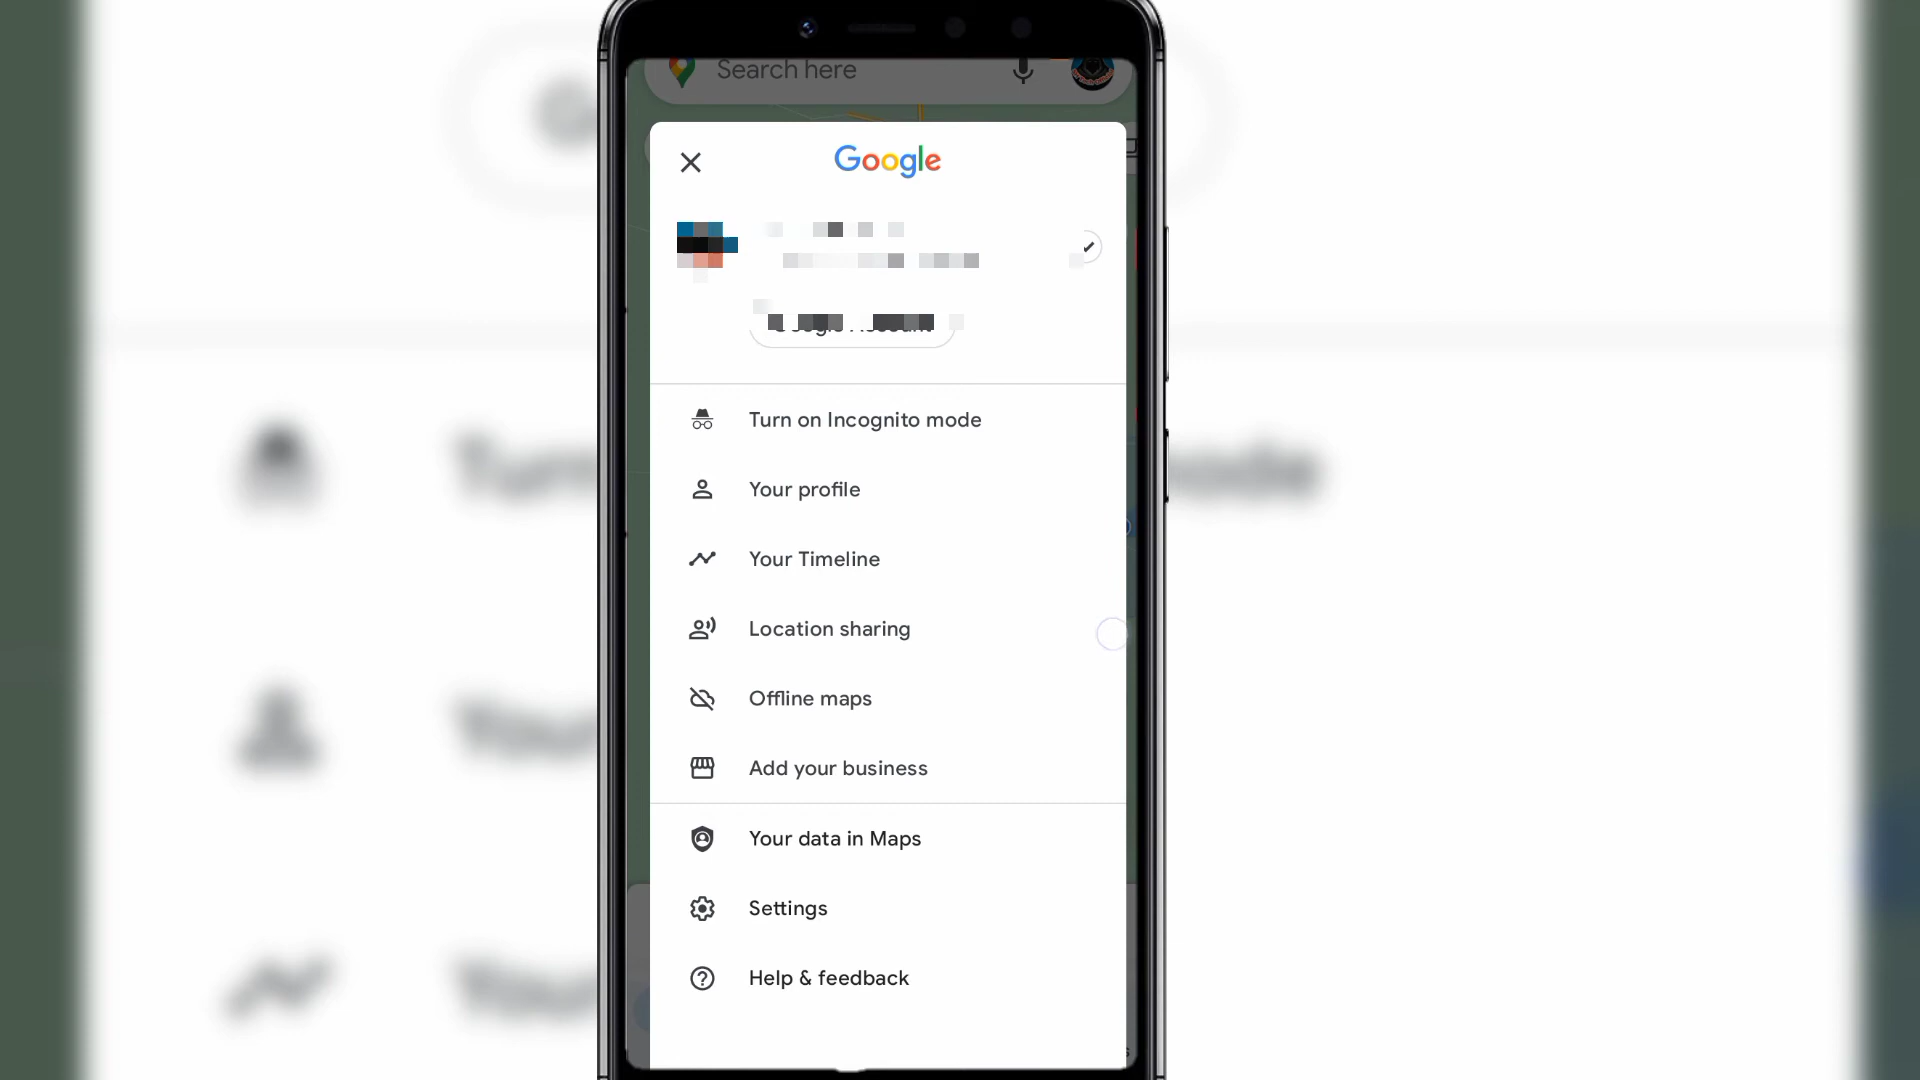 Search here
Google
Turn on Incognito mode
Your profile
Your Timeline
Location sharing
Offline maps
Add your business
Your data in Maps
Settings
Help & feedback